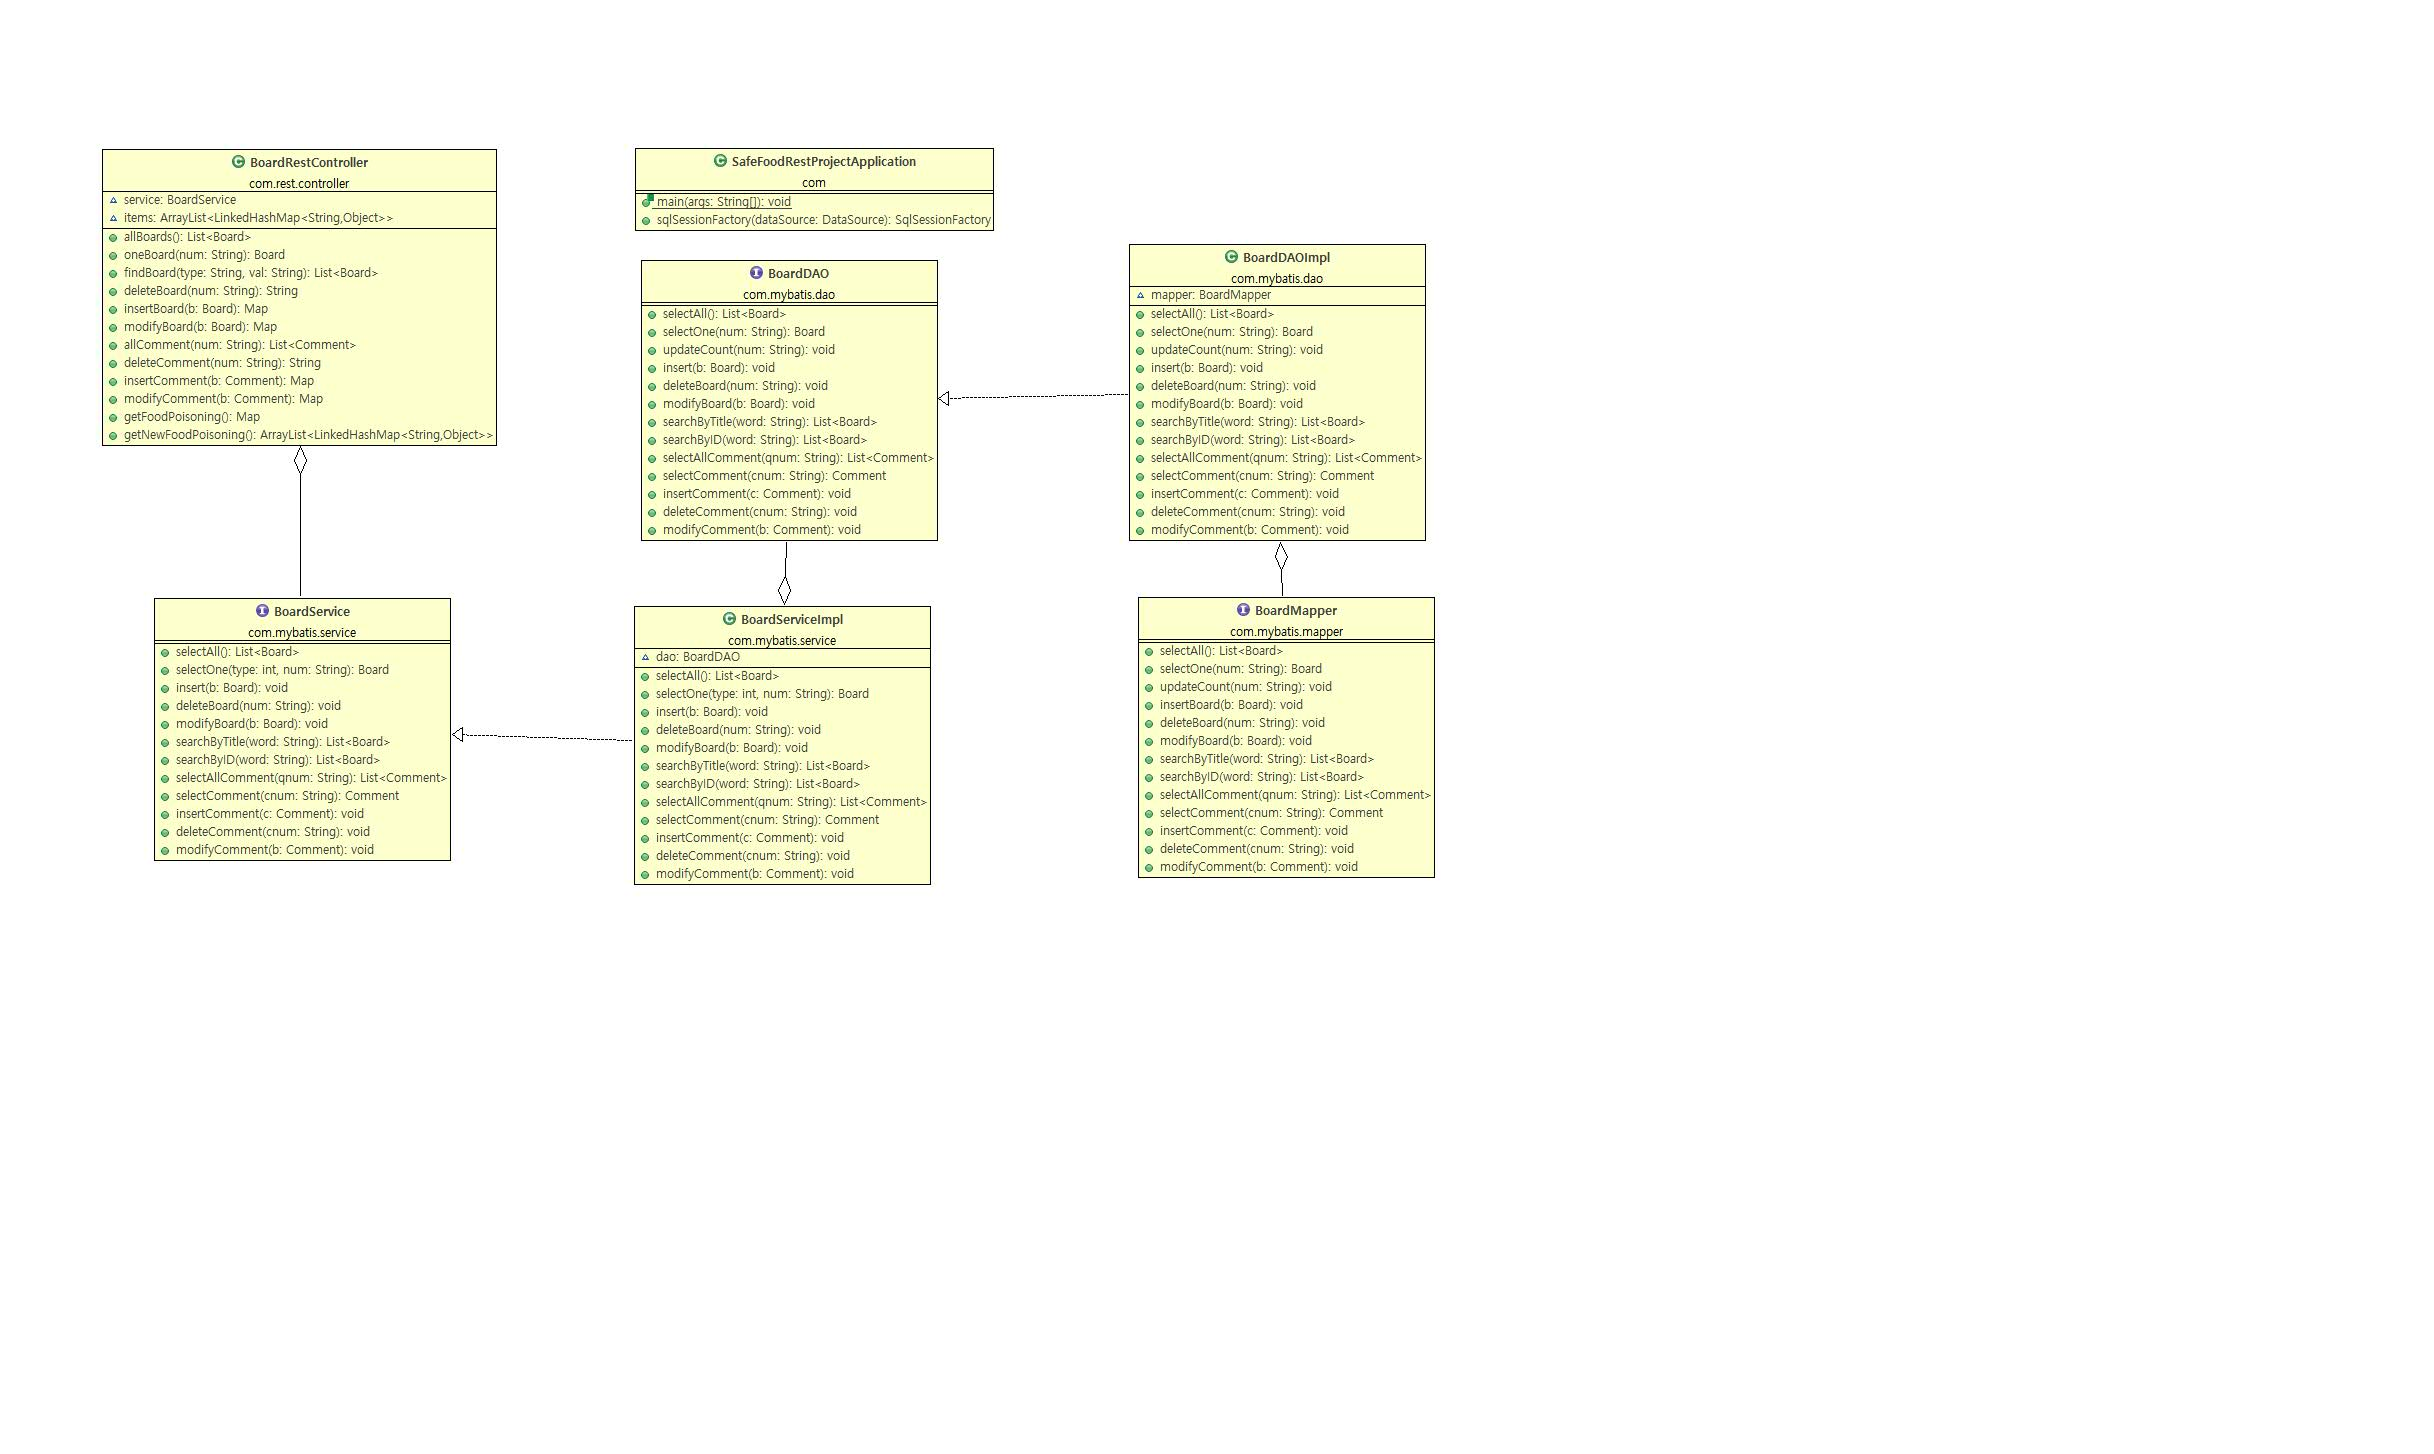 BoardRestController
com.rest.controller
service: BoardService
items: ArrayList<LinkedHashMap<String,Object>>
allBoards(): List<Board>
oneBoard(num: String): Board
findBoard(type: String, val: String): List<Board>
deleteBoard(num: String): String
insertBoard(b: Board): Map
modifyBoard(b: Board): Map
allComment(num: String): List<Comment>
deleteComment(num: String): String
insertComment(b: Comment): Map
modifyComment(b: Comment): Map
getFoodPoisoning(): Map
getNewFoodPoisoning(): ArrayList<LinkedHashMap<String,Object>>
SafeFoodRestProjectApplication
com
main(args: String[]): void
sqlSessionFactory(dataSource: DataSource): SqlSessionFactory
BoardDAO
com.mybatis.dao
selectAll(): List<Board>
selectOne(num: String): Board
updateCount(num: String): void
insert(b: Board): void
deleteBoard(num: String): void
modifyBoard(b: Board): void
searchByTitle(word: String): List<Board>
searchByID(word: String): List<Board>
selectAllComment(qnum: String): List<Comment>
selectComment(cnum: String): Comment
insertComment(c: Comment): void
deleteComment(cnum: String): void
modifyComment(b: Comment): void
BoardDAOImpl
com.mybatis.dao
mapper: BoardMapper
selectAll(): List<Board>
selectOne(num: String): Board
updateCount(num: String): void
insert(b: Board): void
deleteBoard(num: String): void
modifyBoard(b: Board): void
searchByTitle(word: String): List<Board>
searchByID(word: String): List<Board>
selectAllComment(qnum: String): List<Comment>
selectComment(cnum: String): Comment
insertComment(c: Comment): void
deleteComment(cnum: String): void
modifyComment(b: Comment): void
BoardService
com.mybatis.service
selectAll(): List<Board>
selectOne(type: int, num: String): Board
insert(b: Board): void
deleteBoard(num: String): void
modifyBoard(b: Board): void
searchByTitle(word: String): List<Board>
searchByID(word: String): List<Board>
selectAllComment(qnum: String): List<Comment>
selectComment(cnum: String): Comment
insertComment(c: Comment): void
deleteComment(cnum: String): void
modifyComment(b: Comment): void
BoardServiceImpl
com.mybatis.service
dao: BoardDAO
selectAll(): List<Board>
selectOne(type: int, num: String): Board
insert(b: Board): void
deleteBoard(num: String): void
modifyBoard(b: Board): void
searchByTitle(word: String): List<Board>
searchByID(word: String): List<Board>
selectAllComment(qnum: String): List<Comment>
selectComment(cnum: String): Comment
insertComment(c: Comment): void
deleteComment(cnum: String): void
modifyComment(b: Comment): void
BoardMapper
com.mybatis.mapper
selectAll(): List<Board>
selectOne(num: String): Board
updateCount(num: String): void
insertBoard(b: Board): void
deleteBoard(num: String): void
modifyBoard(b: Board): void
searchByTitle(word: String): List<Board>
searchByID(word: String): List<Board>
selectAllComment(qnum: String): List<Comment>
selectComment(cnum: String): Comment
insertComment(c: Comment): void
deleteComment(cnum: String): void
modifyComment(b: Comment): void